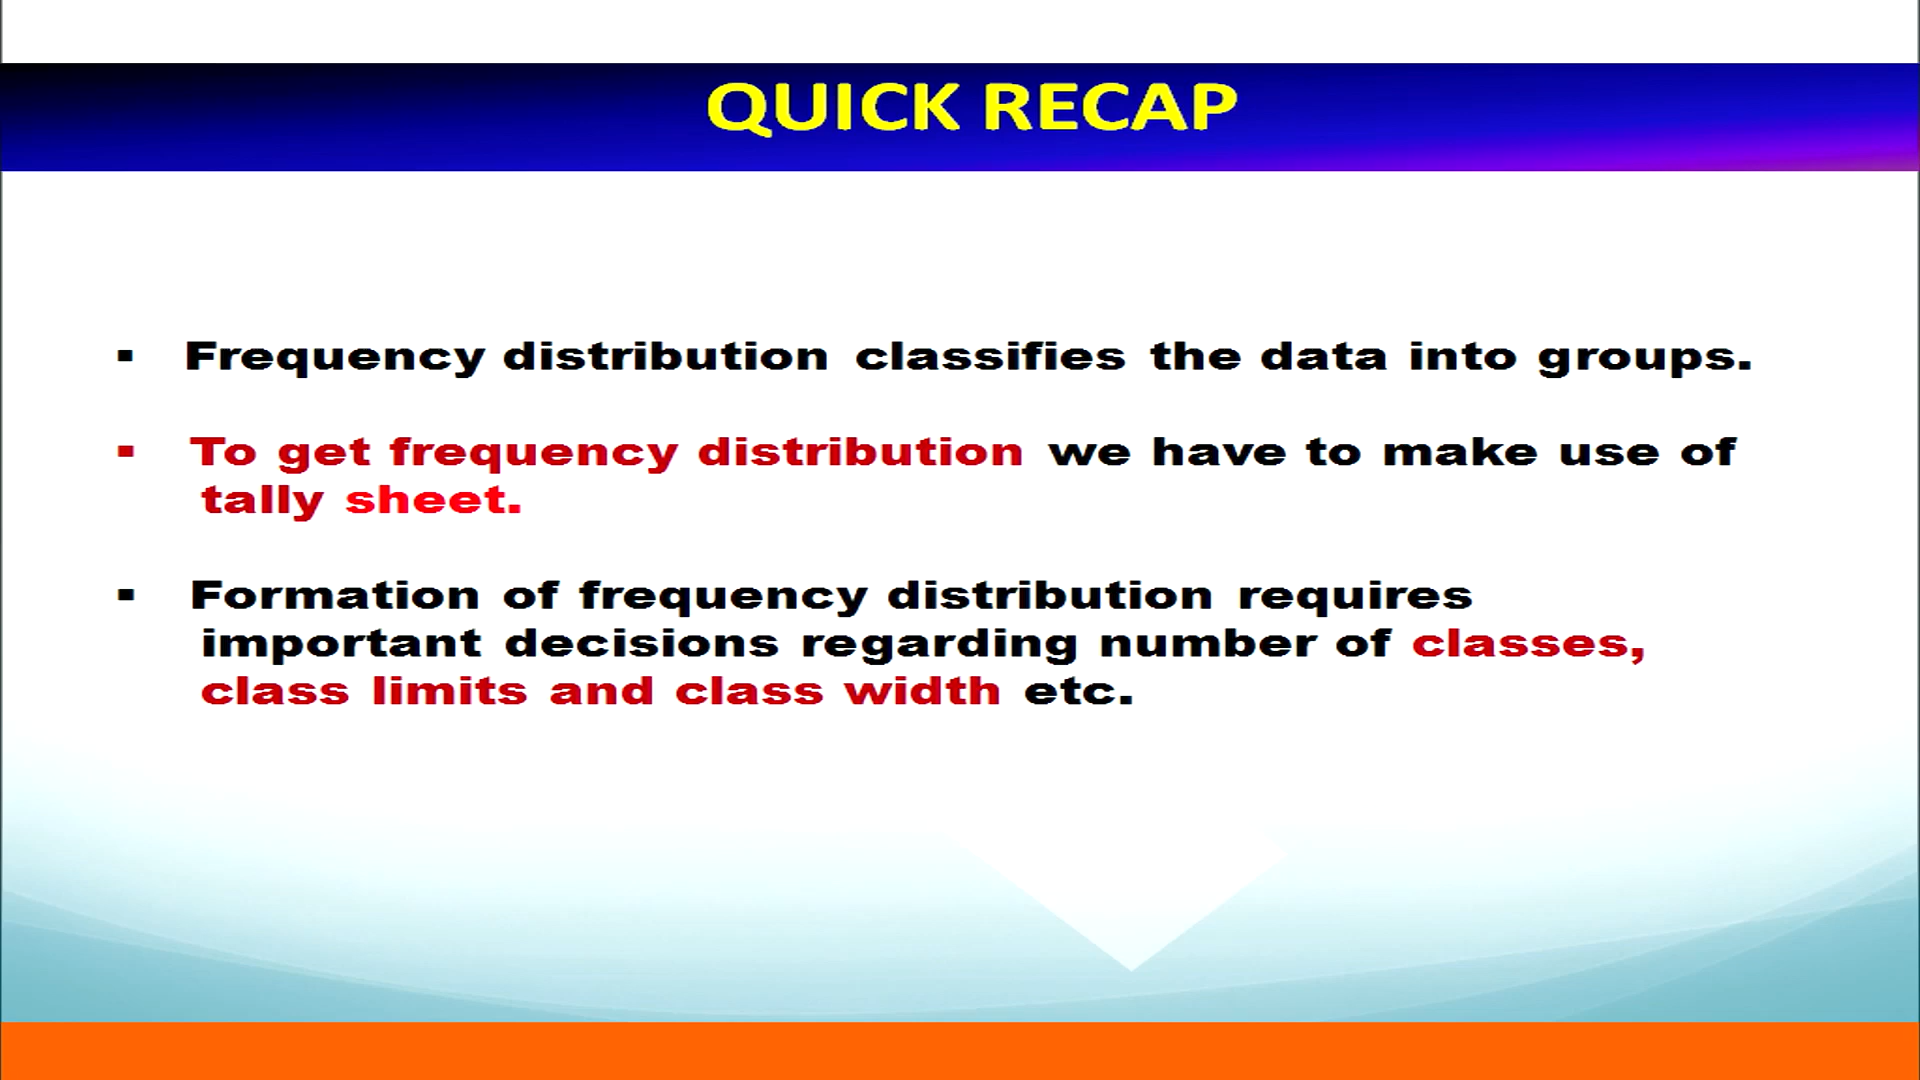 QUICK RECAP
▪ Frequency distribution classifies the data into groups.
▪ To get frequency distribution we have to make use of
tally sheet.
▪ Formation of frequency distribution requires
important decisions regarding number of classes,
class limits and class width etc.